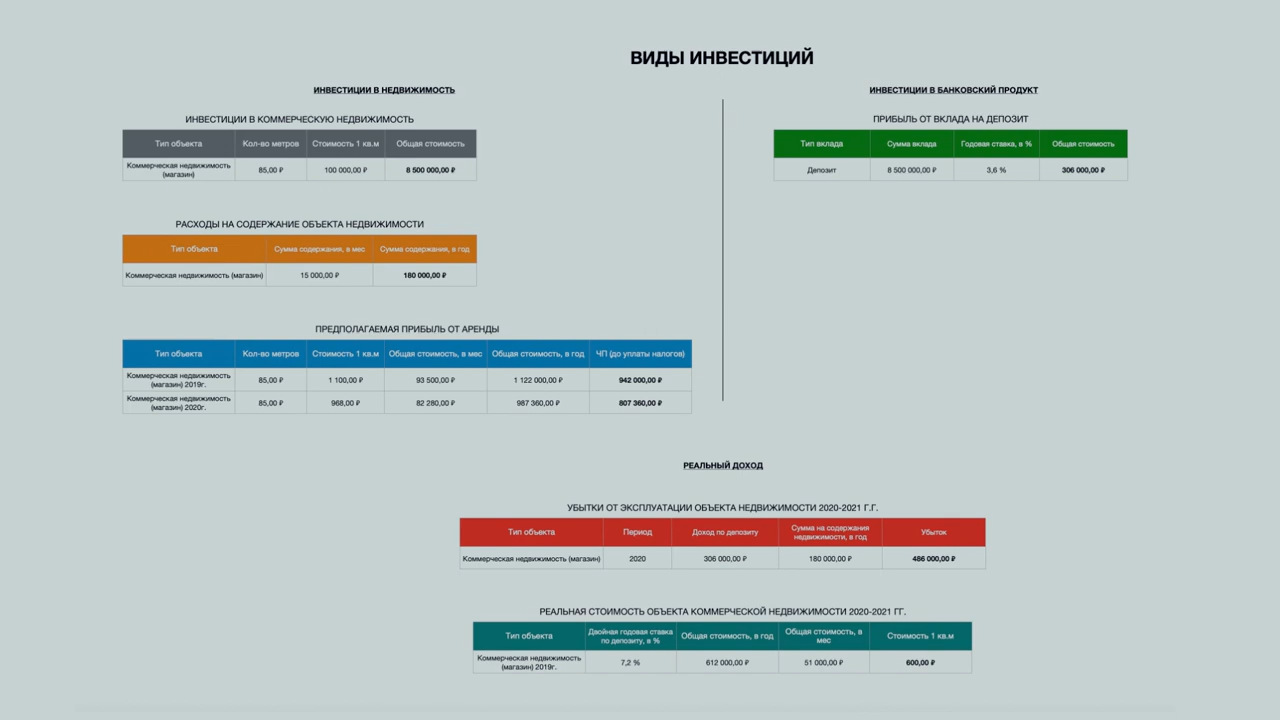 ВИДЫ ИНВЕСТИЦИЙ
ИНВЕСТИЦИИ В НЕДВИЖИМОСТЬ
ИНВЕСТИЦИИ В КОММЕРЧЕСКУЮ НЕДВИЖИМОСТЬ
Тип объекта Кол-во метров Стоимость 1 кв.м Общая стоимость
Коммерческая недвижимость
(магазин) 85,00 ₽ 100 000,00 ₽ 8 500 000,00 ₽
РАСХОДЫ НА СОДЕРЖАНИЕ ОБЪЕКТА НЕДВИЖИМОСТИ
Тип объекта Сумма содержания, в мес Сумма содержания, в год
Коммерческая недвижимость (магазин) 15 000,00 ₽ 180 000,00 ₽
ПРЕДПОЛАГАЕМАЯ ПРИБЫЛЬ ОТ АРЕНДЫ
Тип объекта Кол-во метров Стоимость 1 кв.м Общая стоимость, в мес Общая стоимость, в год ЧП (до уплаты налогов)
Коммерческая недвижимость
(магазин) 2019г. 85,00 ₽ 1 100,00 ₽ 93 500,00 ₽ 1 122 000,00 ₽ 942 000,00 ₽
Коммерческая недвижимость
(магазин) 2020г. 85,00 ₽ 968,00 ₽ 82 280,00 ₽ 987 360,00 ₽ 807 360,00 ₽
ИНВЕСТИЦИИ В БАНКОВСКИЙ ПРОДУКТ
ПРИБЫЛЬ ОТ ВКЛАДА НА ДЕПОЗИТ
Тип вклада Сумма вклада Годовая ставка, в % Общая стоимость
Депозит 8 500 000,00 ₽ 3,6 % 306 000,00 ₽
РЕАЛЬНЫЙ ДОХОД
УБЫТКИ ОТ ЭКСПЛУАТАЦИИ ОБЪЕКТА НЕДВИЖИМОСТИ 2020-2021 Г.Г.
Тип объекта Период Доход по депозиту Сумма на содержания
недвижимости, в год Убыток
Коммерческая недвижимость (магазин) 2020 306 000,00 ₽ 180 000,00 ₽ 486 000,00 ₽
РЕАЛЬНАЯ СТОИМОСТЬ ОБЪЕКТА КОММЕРЧЕСКОЙ НЕДВИЖИМОСТИ 2020-2021 ГГ.
Тип объекта Двойная годовая ставка
по депозиту, в % Общая стоимость, в год Общая стоимость, в
мес Стоимость 1 кв.м
Коммерческая недвижимость
(магазин) 2019г. 7,2 % 612 000,00 ₽ 51 000,00 ₽ 600,00 ₽